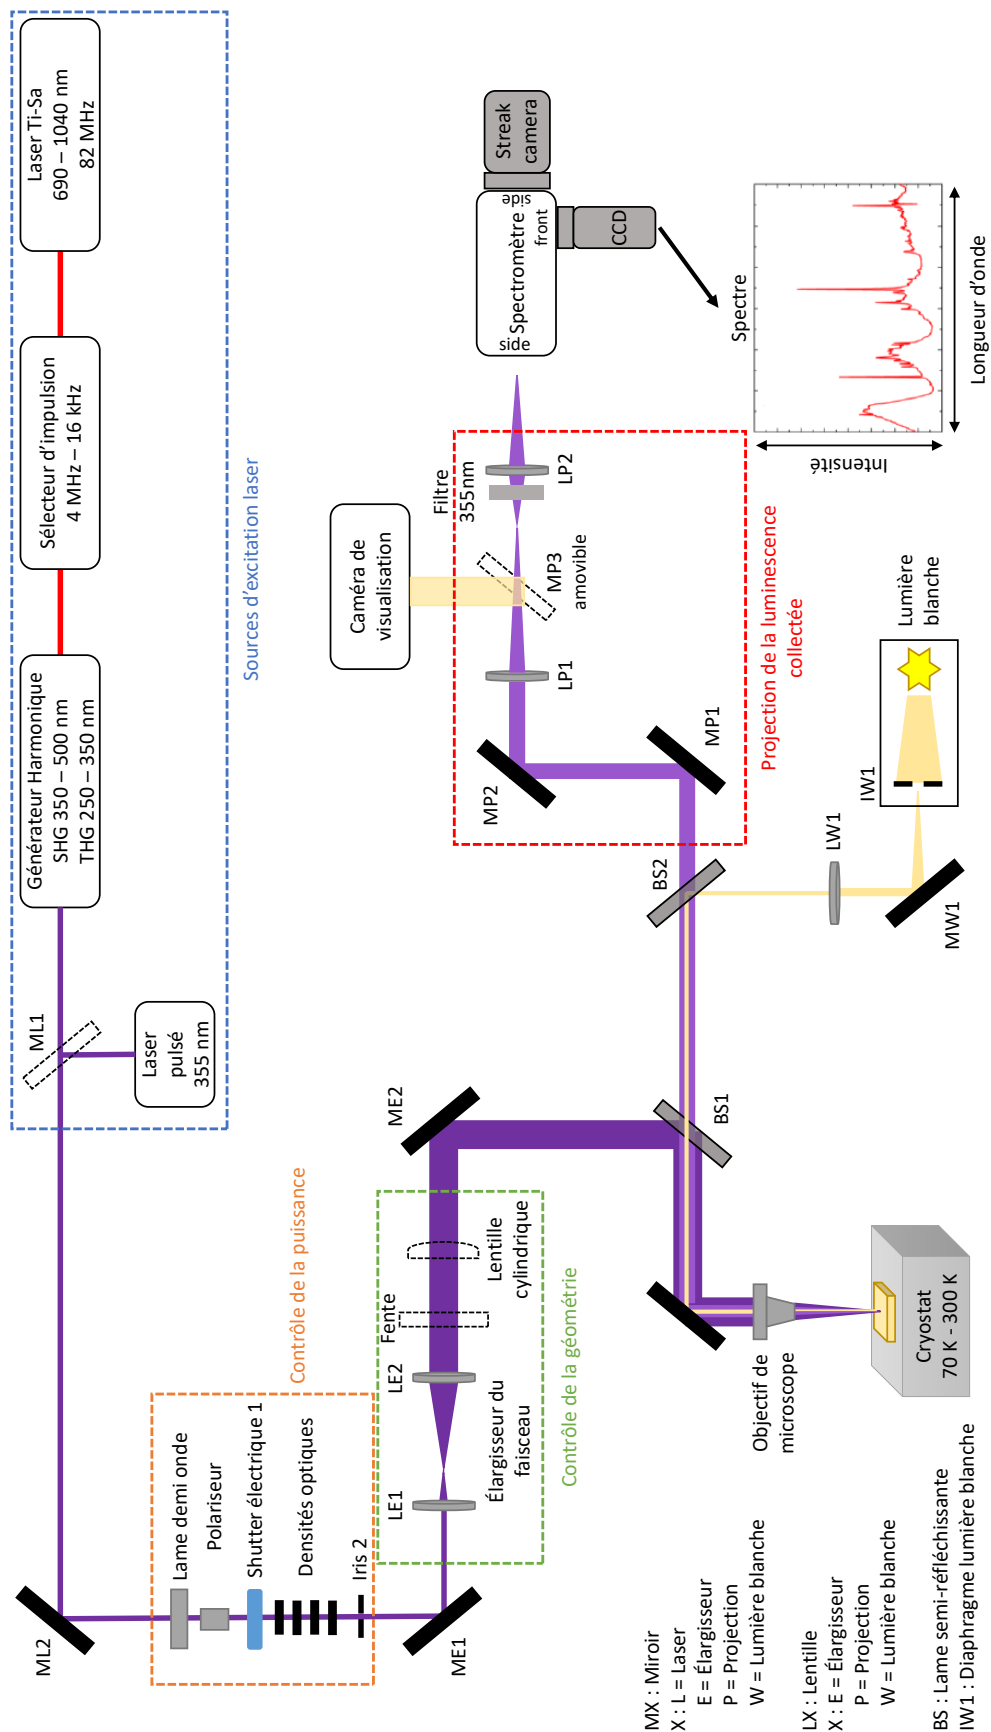 Laser Ti-Sa
690 – 1040 nm
82 MHz
Sélecteur d'impulsion
4 MHz – 16 kHz
Générateur Harmonique
SHG 350 – 500 nm
THG 250 – 350 nm
ML1
Laser
pulsé
355 nm
Sources d'excitation laser
ML2
Contrôle de la puissance
Lame demi onde
Polariseur
Shutter électrique 1
Densités optiques
Iris 2
ME1
LE1
LE2
Fente
Lentille
cylindrique
Élargisseur du
faisceau
Contrôle de la géométrie
ME2
Caméra de
visualisation
Filtre
355nm
LP2
MP3
amovible
LP1
MP2
MP1
Projection de la luminescence
collectée
side
Spectromètre
front
side
Streak
camera
CCD
Spectre
Intensité
Longueur d'onde
BS2
BS1
LW1
IW1
MW1
Lumière
blanche
Objectif de
microscope
Cryostat
70 K - 300 K
MX : Miroir
X : L = Laser
E = Élargisseur
P = Projection
W = Lumière blanche
LX : Lentille
X : E = Élargisseur
P = Projection
W = Lumière blanche
BS : Lame semi-réfléchissante
IW1 : Diaphragme lumière blanche